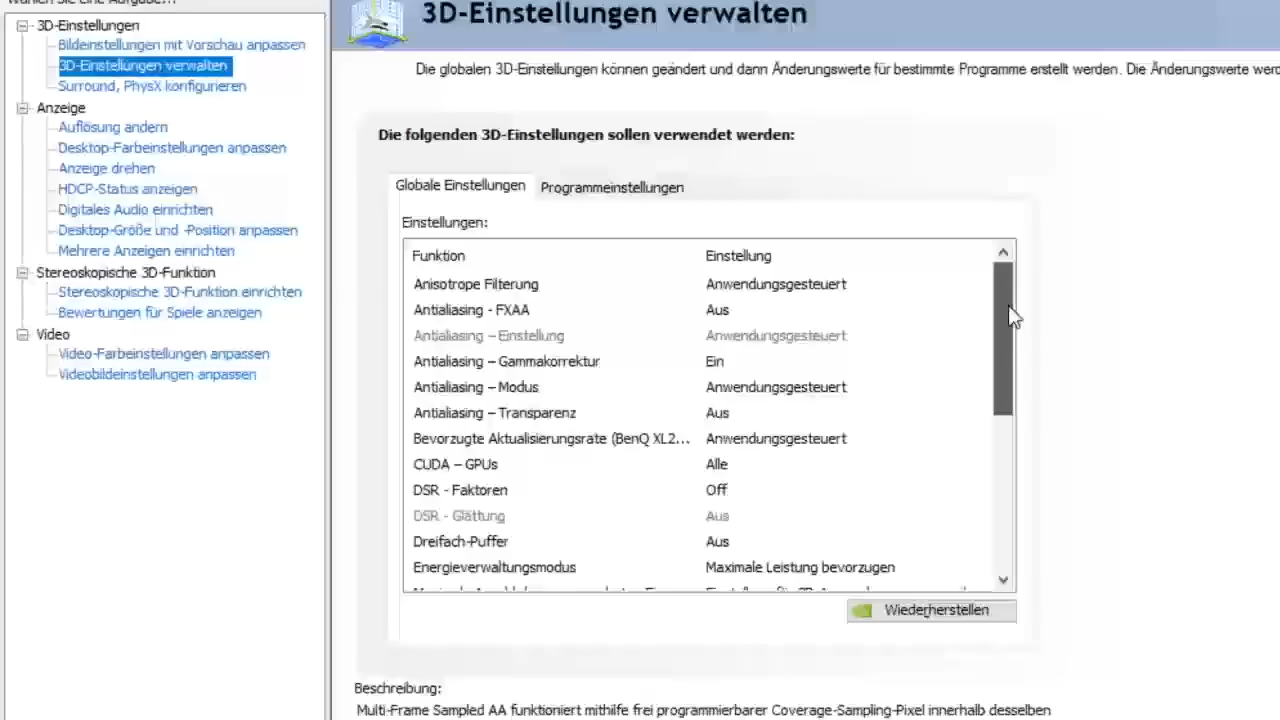 Wählen Sie eine Aufgabe...
3D-Einstellungen
Bildeinstellungen mit Vorschau anpassen
3D-Einstellungen verwalten
Surround, PhysX konfigurieren
Anzeige
Auflösung ändern
Desktop-Farbeinstellungen anpassen
Anzeige drehen
HDCP-Status anzeigen
Digitales Audio einrichten
Desktop-Größe und -Position anpassen
Mehrere Anzeigen einrichten
Stereoskopische 3D-Funktion
Stereoskopische 3D-Funktion einrichten
Bewertungen für Spiele anzeigen
Video
Video-Farbeinstellungen anpassen
Videobildeinstellungen anpassen
3D-Einstellungen verwalten
Die globalen 3D-Einstellungen können geändert und dann Änderungswerte für bestimmte Programme erstellt werden. Die Änderungswerte werd
Die folgenden 3D-Einstellungen sollen verwendet werden:
Globale Einstellungen Programmeinstellungen
Einstellungen:
Funktion Einstellung
Anisotrope Filterung Anwendungsgesteuert
Antialiasing - FXAA Aus
Antialiasing – Einstellung Anwendungsgesteuert
Antialiasing – Gammakorrektur Ein
Antialiasing – Modus Anwendungsgesteuert
Antialiasing – Transparenz Aus
Bevorzugte Aktualisierungsrate (BenQ XL2... Anwendungsgesteuert
CUDA – GPUs Alle
DSR - Faktoren Off
DSR - Glättung Aus
Dreifach-Puffer Aus
Energieverwaltungsmodus Maximale Leistung bevorzugen
Wiederherstellen
Beschreibung:
Multi-Frame Sampled AA funktioniert mithilfe frei programmierbarer Coverage-Sampling-Pixel innerhalb desselben